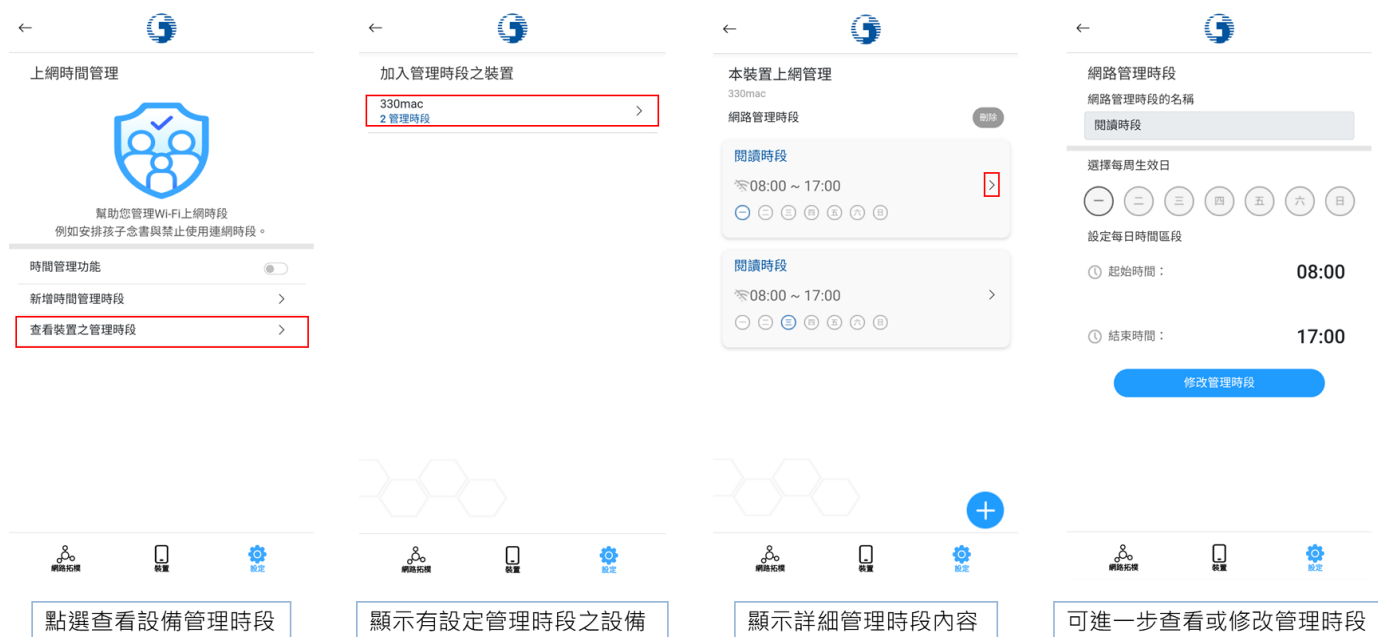 上網時間管理
幫助您管理Wi-Fi上網時段
例如安排孩子念書與禁止使用連網時段。
時間管理功能
新增時間管理時段
查看裝置之管理時段
網路拓樸
裝置
設定
點選查看設備管理時段
加入管理時段之裝置
330mac
2 管理時段
網路拓樸
裝置
設定
顯示有設定管理時段之設備
本裝置上網管理
330mac
網路管理時段
刪除
閱讀時段
08:00 ~ 17:00
一 二 三 四 五 六 日
閱讀時段
08:00 ~ 17:00
一 二 三 四 五 六 日
網路拓樸
裝置
設定
顯示詳細管理時段內容
網路管理時段
網路管理時段的名稱
閱讀時段
選擇每周生效日
一 二 三 四 五 六 日
設定每日時間區段
起始時間： 08:00
結束時間： 17:00
修改管理時段
網路拓樸
裝置
設定
可進一步查看或修改管理時段